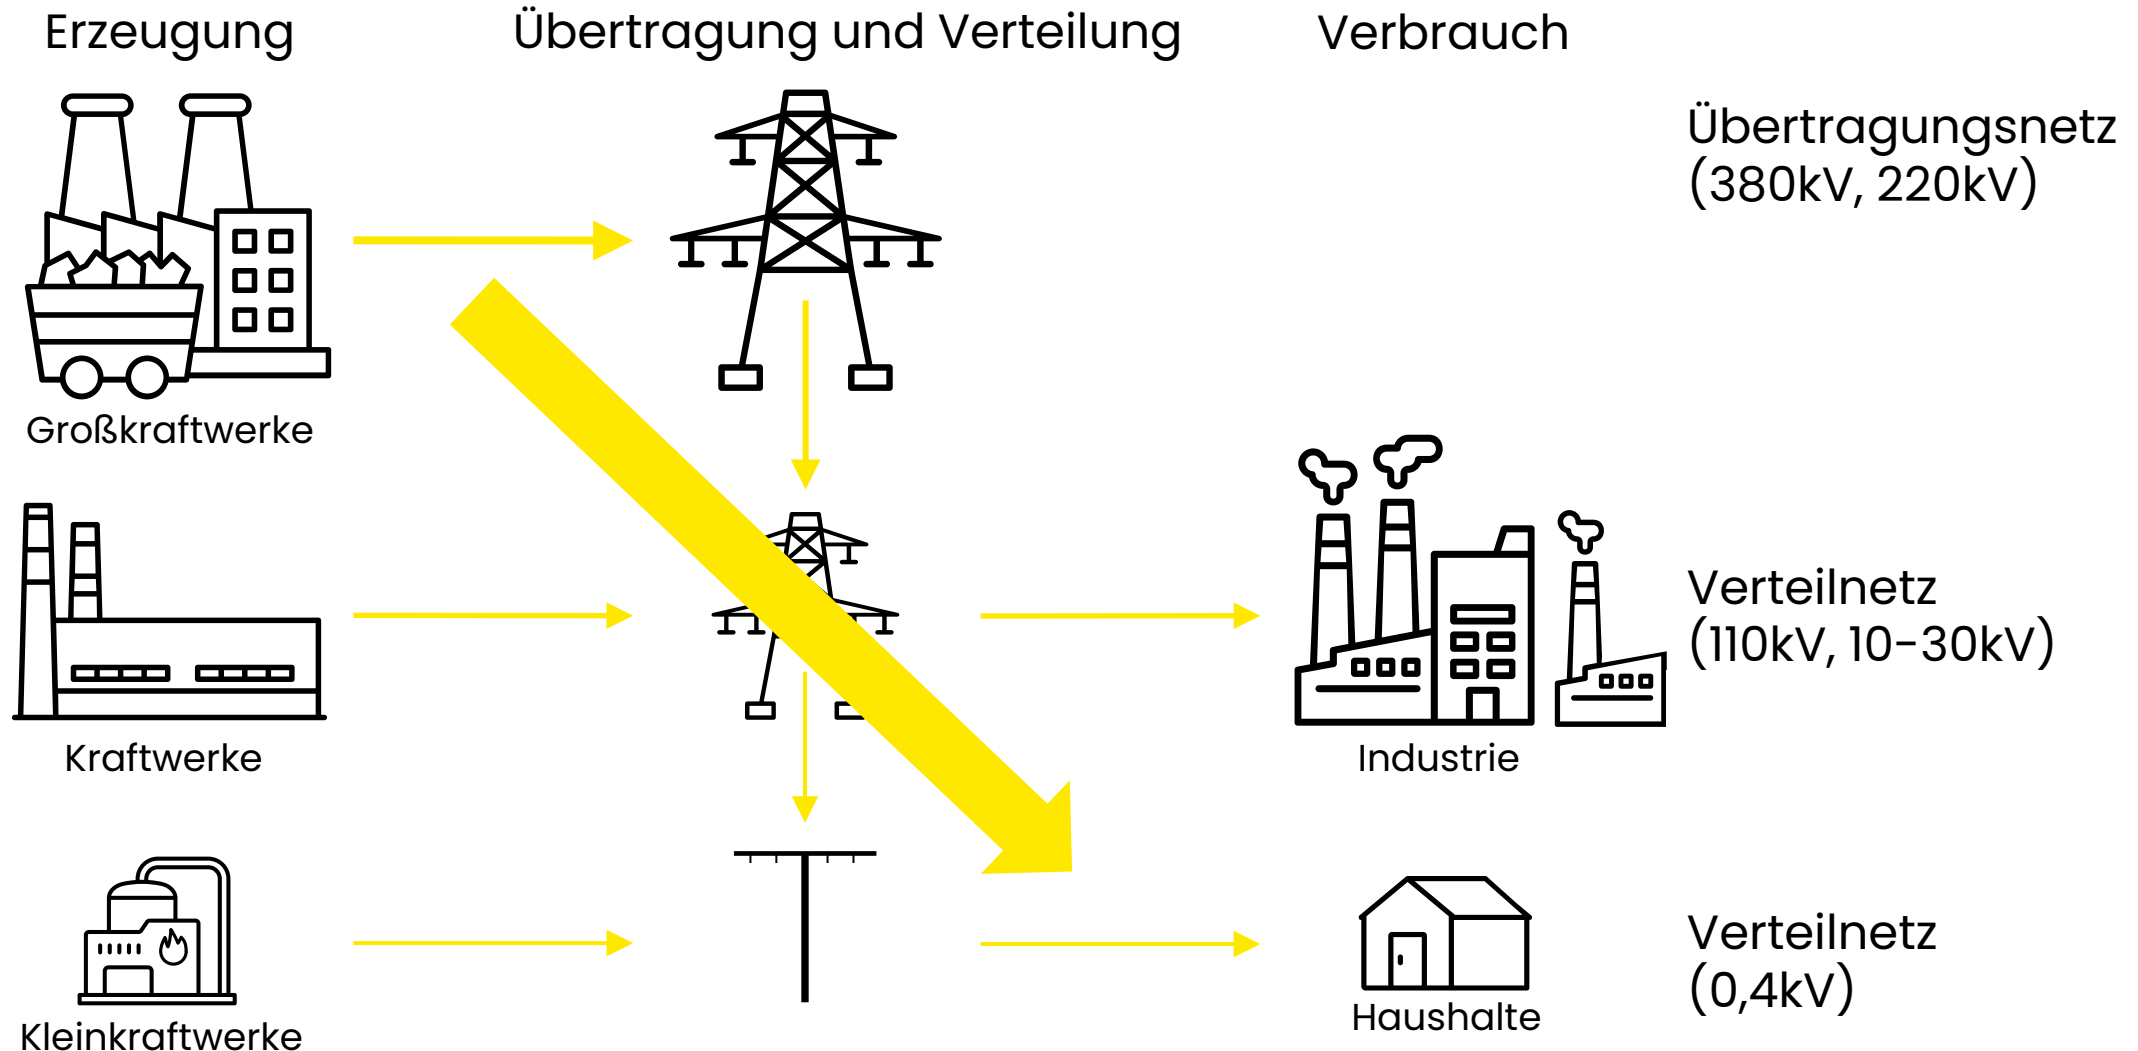 Erzeugung
Übertragung und Verteilung
Verbrauch
Übertragungsnetz
(380kV, 220kV)
Großkraftwerke
Verteilnetz
(110kV, 10-30kV)
Kraftwerke
Industrie
Verteilnetz
(0,4kV)
Kleinkraftwerke
Haushalte